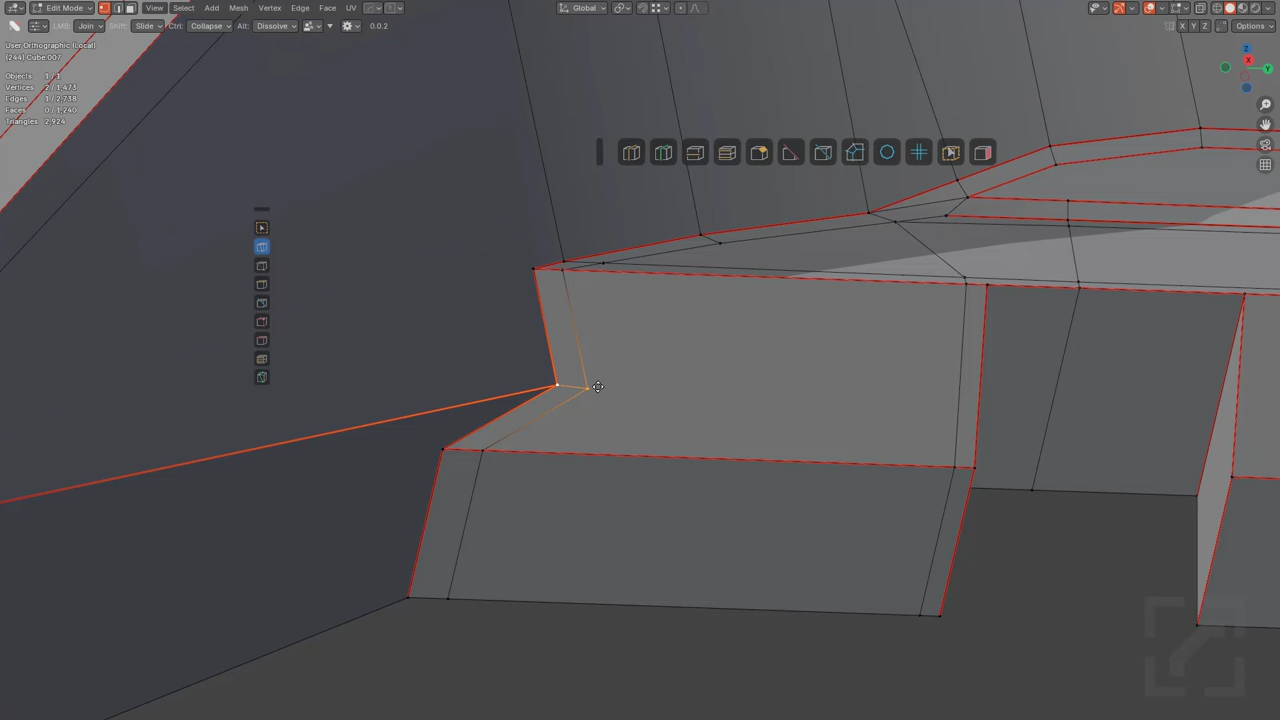 Edit Mode View Select Add Mesh Vertex Edge Face UV Global
LMB: Join Shift: Slide Ctrl: Collapse Alt: Dissolve 0.0.2 X Y Z Options
User Orthographic (Local)
(244) Cube.007
Objects 1 / 1
Vertices 2 / 1,473
Edges 1 / 2,738
Faces 0 / 1,240
Triangles 2,924
Z
X
Y